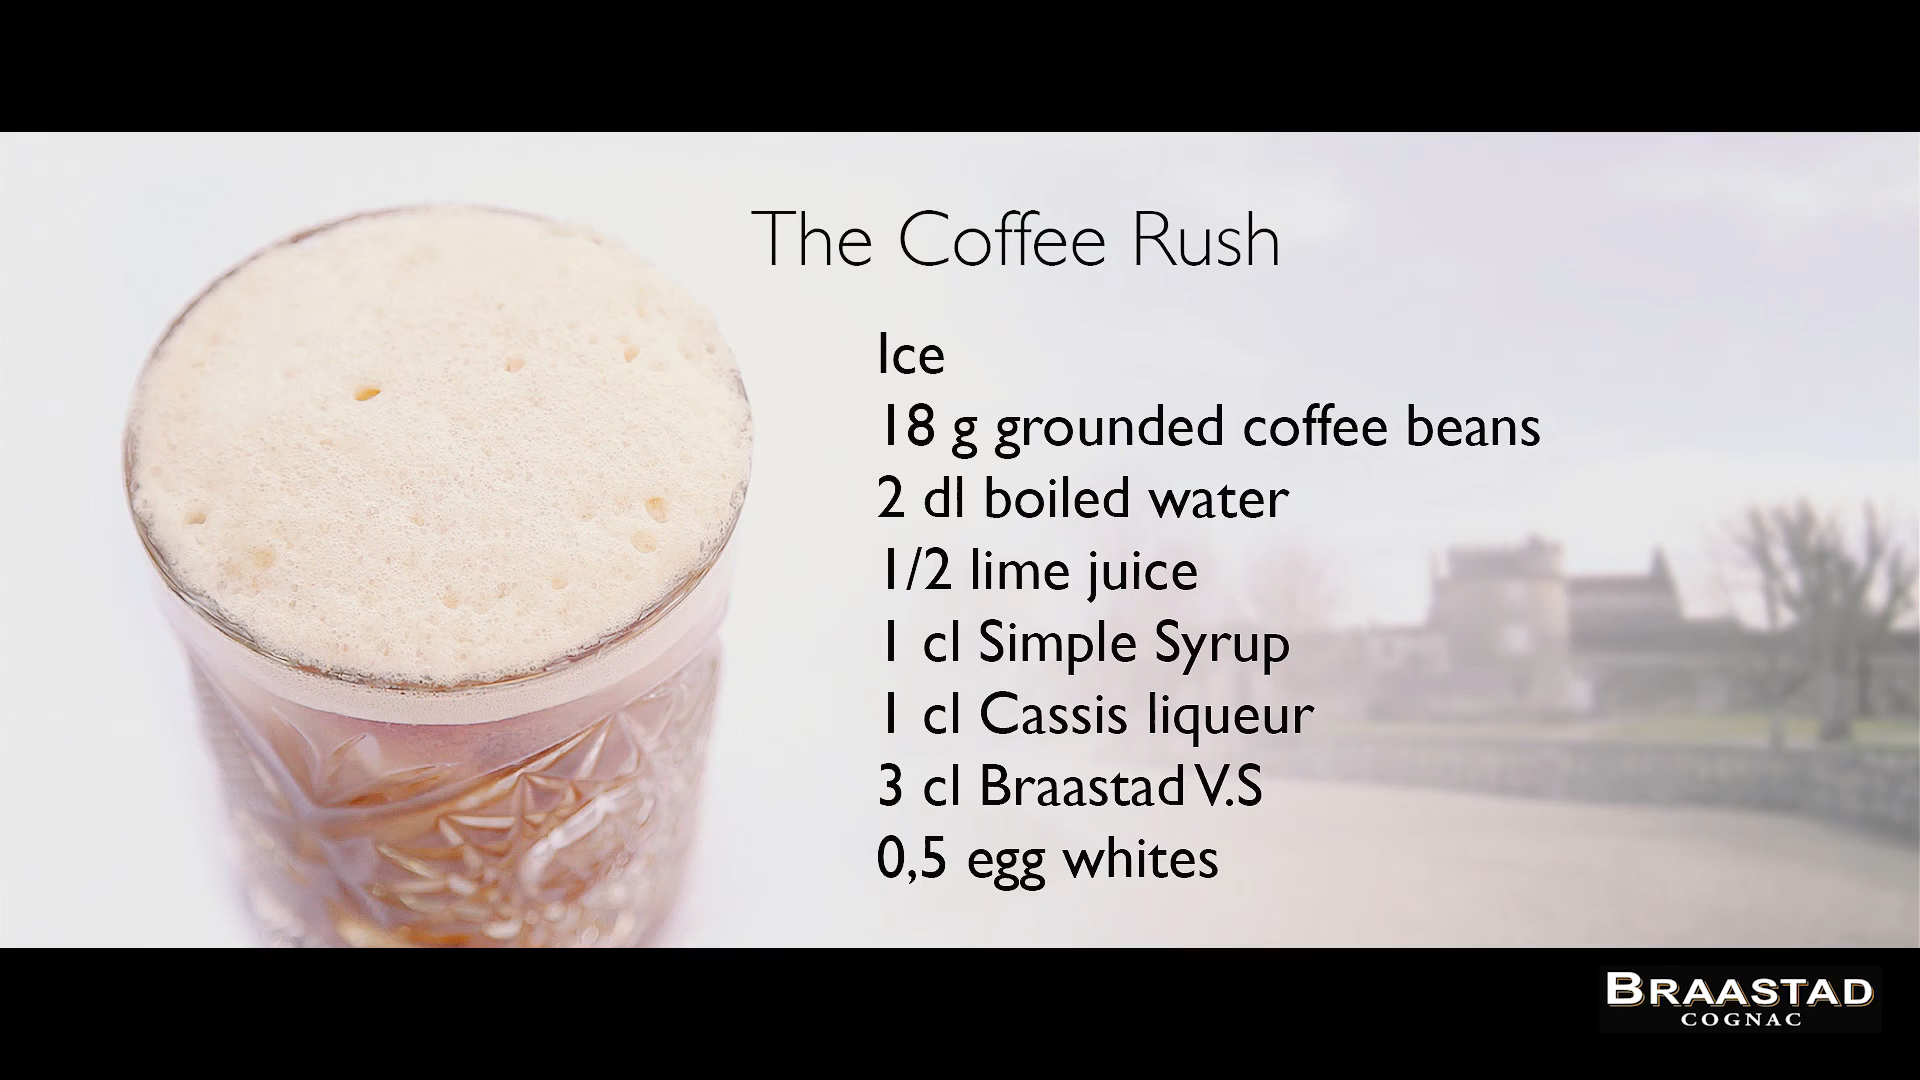 The Coffee Rush
Ice
18 g grounded coffee beans
2 dl boiled water
1/2 lime juice
1 cl Simple Syrup
1 cl Cassis liqueur
3 cl Braastad V.S
0,5 egg whites
BRAASTAD
COGNAC